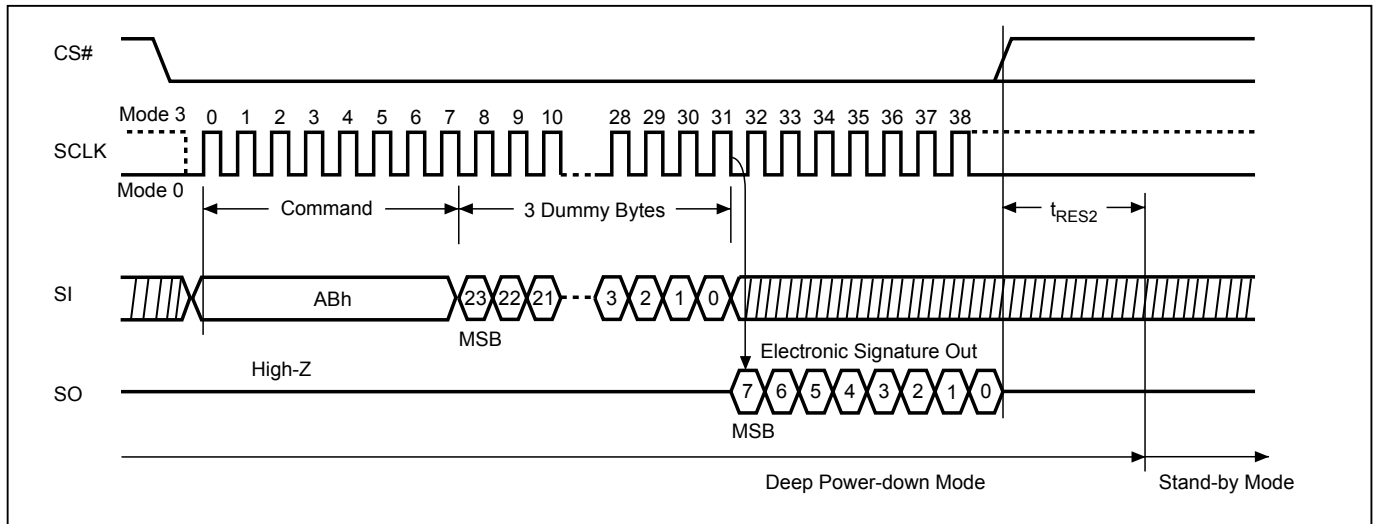 CS#
Mode 3 0 1 2 3 4 5 6 7 8 9 10 28 29 30 31 32 33 34 35 36 37 38
SCLK
Mode 0
Command 3 Dummy Bytes tRES2
SI ABh 23 22 21 3 2 1 0
MSB
High-Z Electronic Signature Out
SO 7 6 5 4 3 2 1 0
MSB
Deep Power-down Mode Stand-by Mode